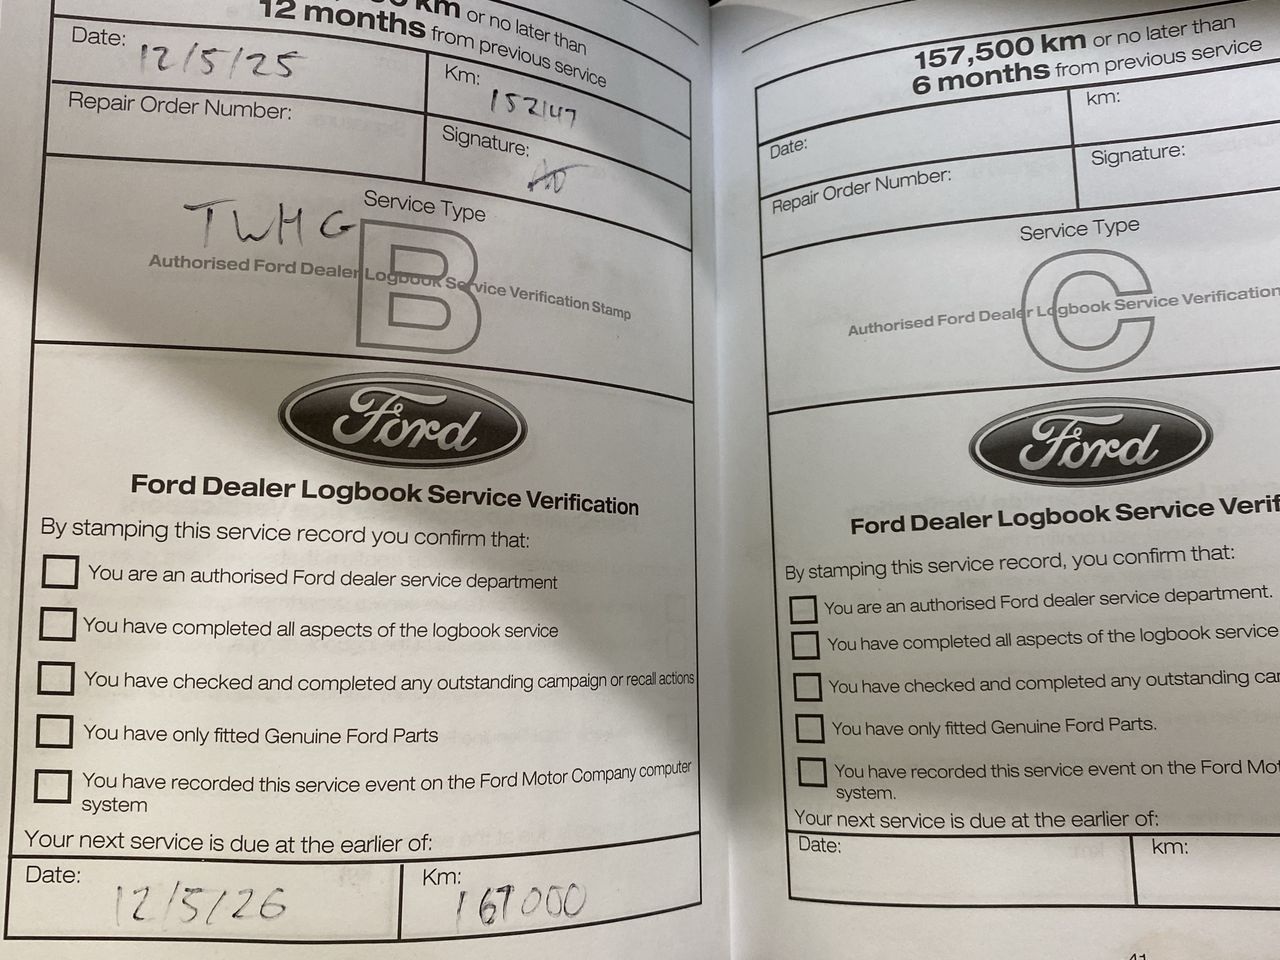 km or no later than
12 months from previous service
Date: 12/5/25
Km: 152147
Repair Order Number:
Signature:
Service Type
TWHG
B
Authorised Ford Dealer Logbook Service Verification Stamp
Ford
Ford Dealer Logbook Service Verification
By stamping this service record you confirm that:
You are an authorised Ford dealer service department
You have completed all aspects of the logbook service
You have checked and completed any outstanding campaign or recall actions
You have only fitted Genuine Ford Parts
You have recorded this service event on the Ford Motor Company computer
system
Your next service is due at the earlier of:
Date: 12/5/26
Km: 167000
157,500 km or no later than
6 months from previous service
Date:
km:
Repair Order Number:
Signature:
Service Type
C
Authorised Ford Dealer Logbook Service Verification
Ford
Ford Dealer Logbook Service Verif
By stamping this service record, you confirm that:
You are an authorised Ford dealer service department.
You have completed all aspects of the logbook service
You have checked and completed any outstanding car
You have only fitted Genuine Ford Parts.
You have recorded this service event on the Ford Mot
system.
Your next service is due at the earlier of:
Date:
km:
41